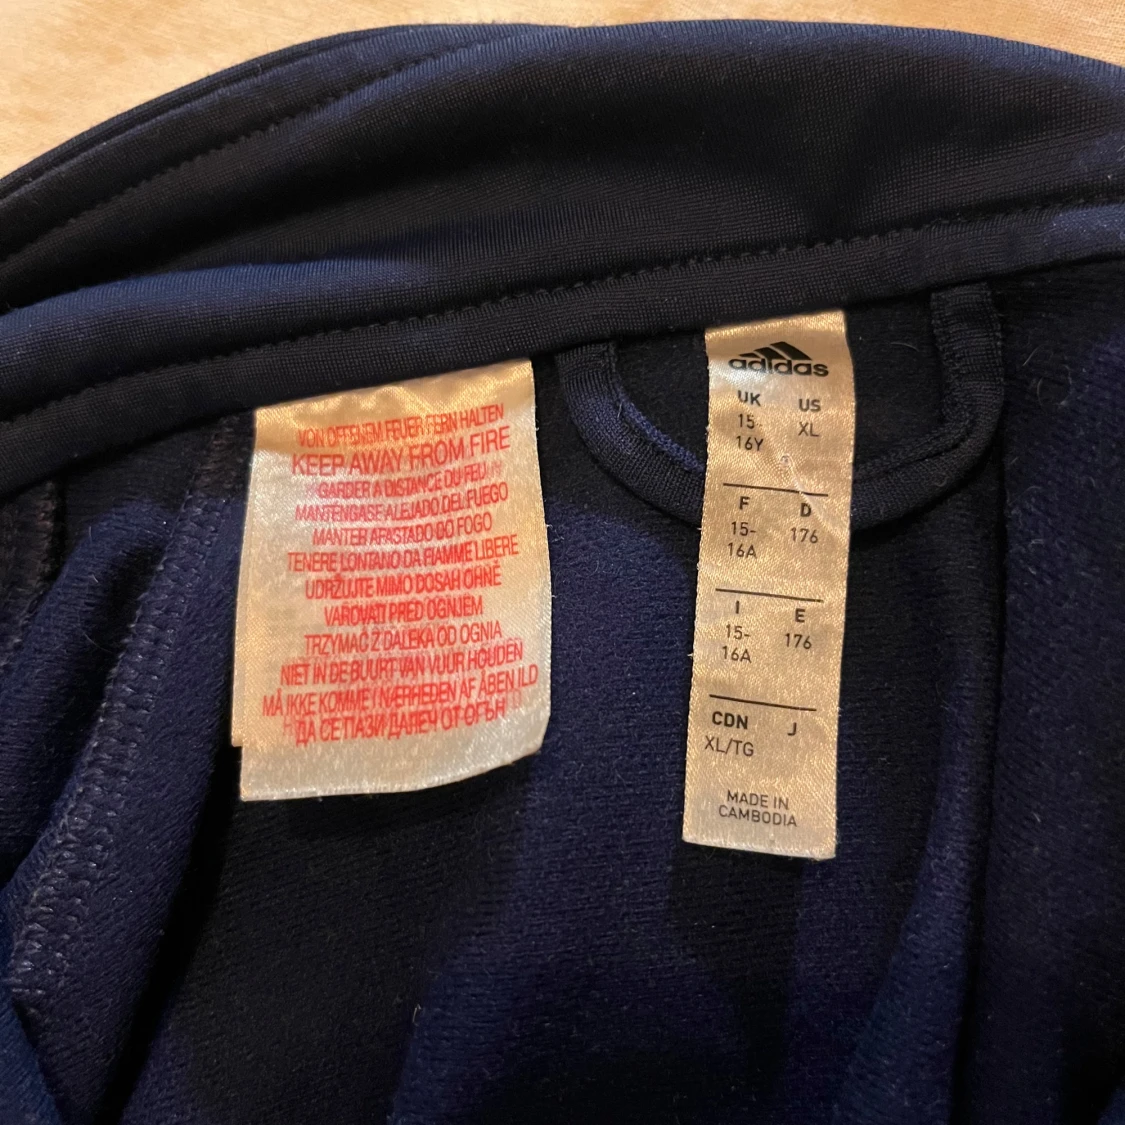 VON OFFENEM FEUER FERN HALTEN
KEEP AWAY FROM FIRE
GARDER A DISTANCE DU FEU
MANTENGASE ALEJADO DEL FUEGO
MANTER AFASTADO DO FOGO
TENERE LONTANO DA FIAMME LIBERE
UDRŽUJTE MIMO DOSAH OHNĚ
VAROVATI PRED OGNJEM
TRZYMAĆ Z DALEKA OD OGNIA
NIET IN DE BUURT VAN VUUR HOUDEN
MÅ IKKE KOMME I NÆRHEDEN AF ÅBEN ILD
ДА СЕ ПАЗИ ДАЛЕЧ ОТ ОГЪН
adidas
UK US
15- XL
16Y
F D
15- 176
16A
I E
15- 176
16A
CDN J
XL/TG
MADE IN
CAMBODIA